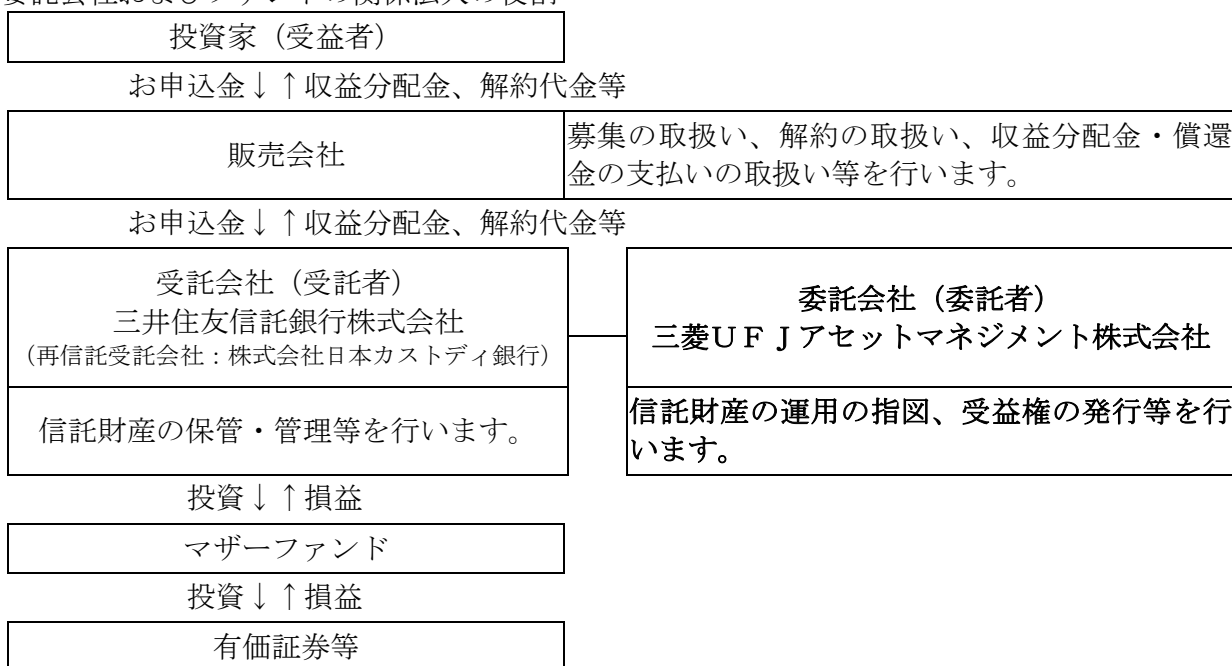 委託会社およびファンドの関係法人の役割
投資家（受益者）
お申込金↓↑収益分配金、解約代金等
販売会社
募集の取扱い、解約の取扱い、収益分配金・償還
金の支払いの取扱い等を行います。
お申込金↓↑収益分配金、解約代金等
受託会社（受託者）
三井住友信託銀行株式会社
（再信託受託会社：株式会社日本カストディ銀行）
委託会社（委託者）
三菱ＵＦＪアセットマネジメント株式会社
信託財産の保管・管理等を行います。
信託財産の運用の指図、受益権の発行等を行
います。
投資↓↑損益
マザーファンド
投資↓↑損益
有価証券等